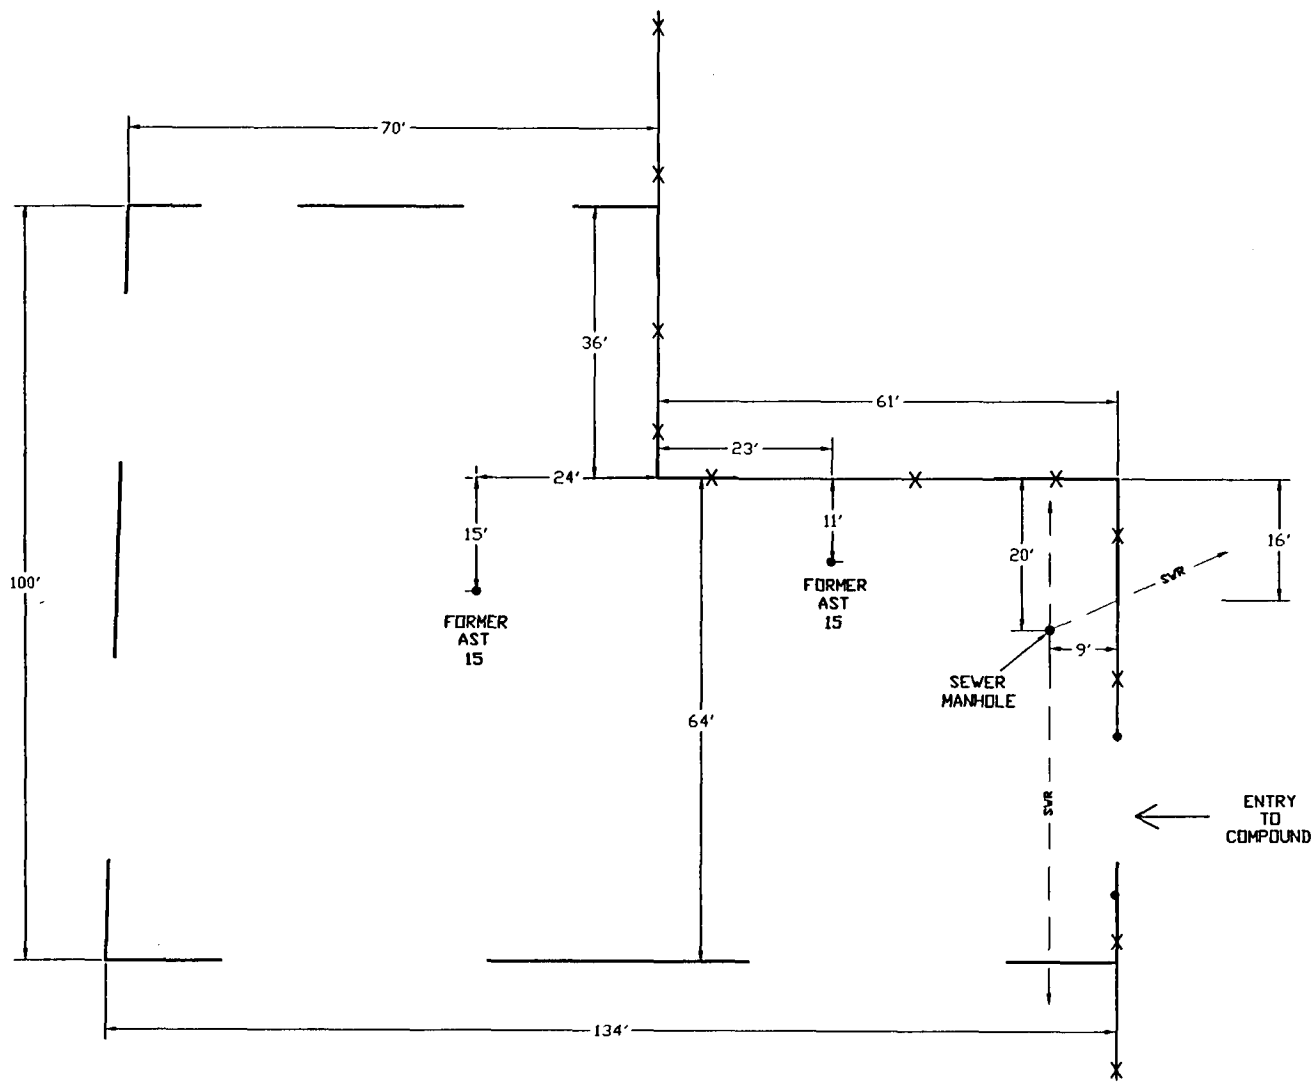 70'
36'
61'
23'
24'
15'
11'
20'
16'
100'
SWR
FORMER
AST
15
FORMER
AST
15
9'
SEWER
MANHOLE
64'
SWR
ENTRY
TO
COMPOUND
134'